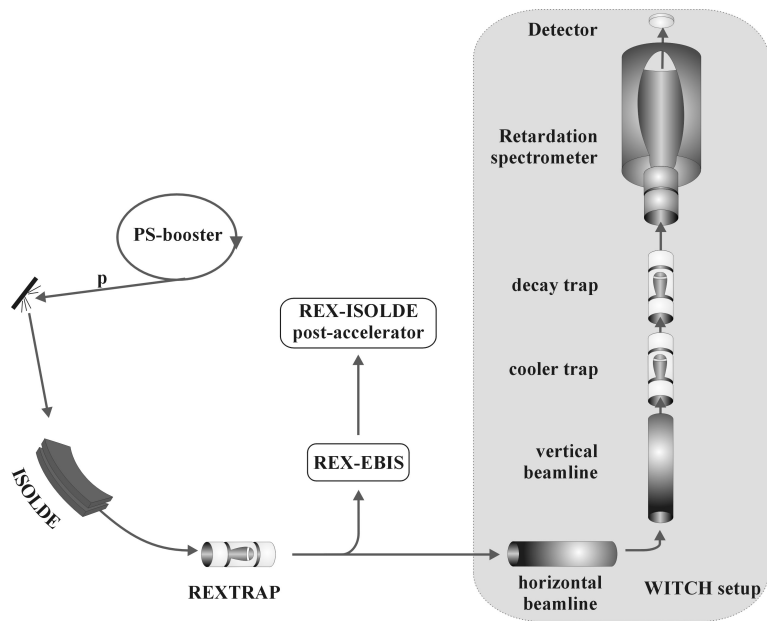 Detector
Retardation
spectrometer
PS-booster
p
decay trap
REX-ISOLDE
post-accelerator
cooler trap
vertical
beamline
REX-EBIS
ISOLDE
REXTRAP
horizontal
beamline
WITCH setup